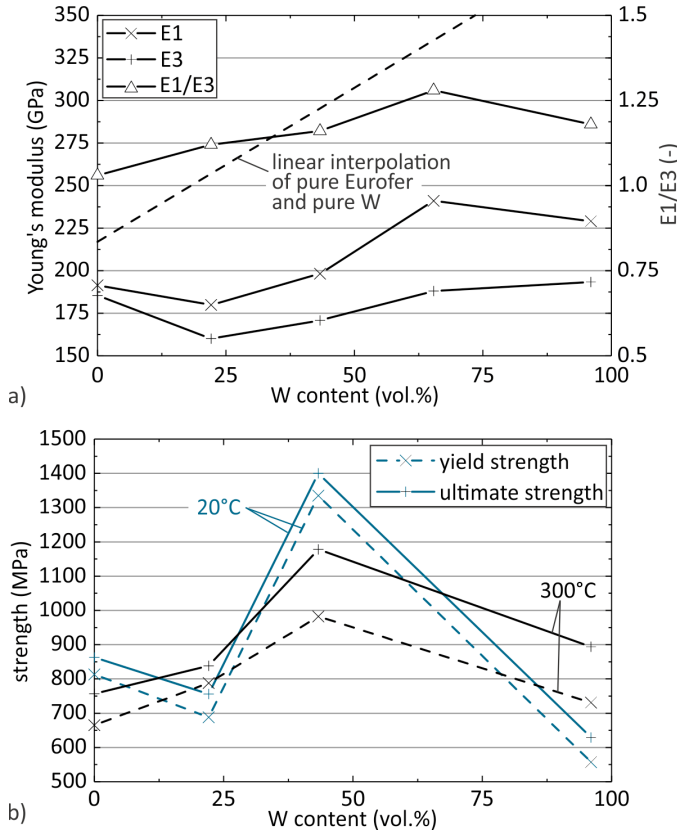 350
325
300
275
250
225
200
175
150
Young's modulus (GPa)
E1
E3
E1/E3
linear interpolation
of pure Eurofer
and pure W
1.5
1.25
1.0
0.75
0.5
E1/E3 (-)
0 25 50 75 100
W content (vol.%)
a)
1500
1400
1300
1200
1100
1000
900
800
700
600
500
strength (MPa)
yield strength
ultimate strength
20°C
300°C
0 25 50 75 100
W content (vol.%)
b)